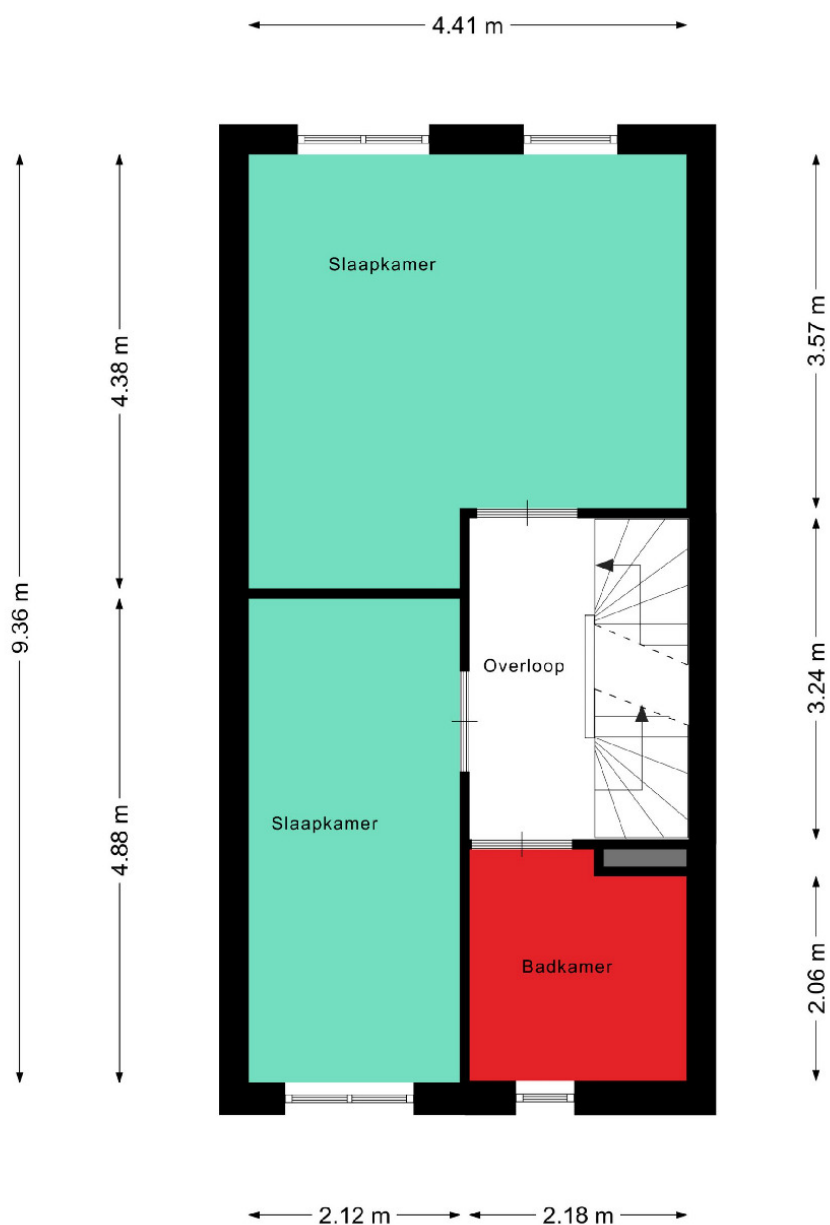 4.41 m
Slaapkamer
4.38 m
3.57 m
9.36 m
Overloop
3.24 m
Slaapkamer
4.88 m
Badkamer
2.06 m
2.12 m
2.18 m